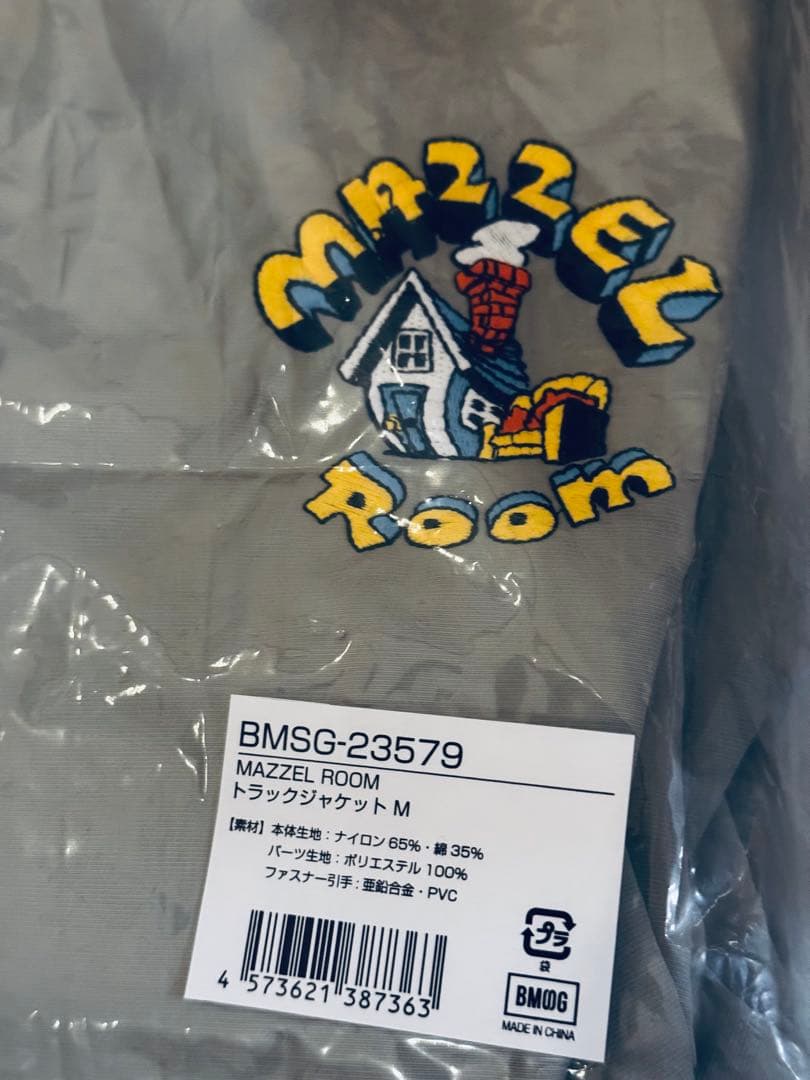 MAZZEL
Room
BMSG-23579
MAZZEL ROOM
トラックジャケット M
【素材】本体生地：ナイロン 65%・綿 35%
パーツ生地：ポリエステル 100%
ファスナー引手：亜鉛合金・PVC
4 573621 387363
プラ
袋
BMSG
MADE IN CHINA